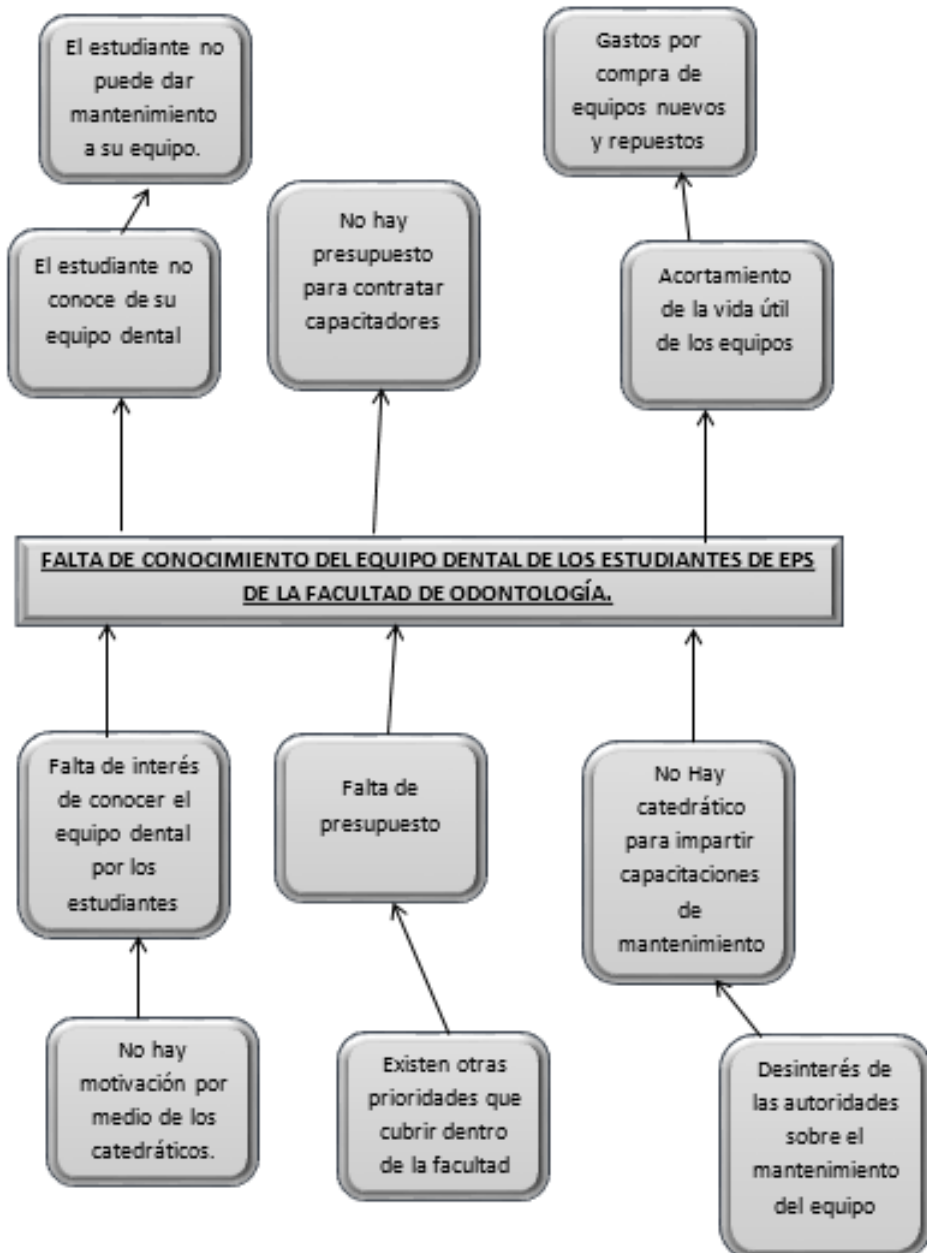 El estudiante no
puede dar
mantenimiento
a su equipo.
Gastos por
compra de
equipos nuevos
y repuestos
El estudiante no
conoce de su
equipo dental
No hay
presupuesto
para contratar
capacitadores
Acortamiento
de la vida útil
de los equipos
FALTA DE CONOCIMIENTO DEL EQUIPO DENTAL DE LOS ESTUDIANTES DE EPS
DE LA FACULTAD DE ODONTOLOGÍA.
Falta de interés
de conocer el
equipo dental
por los
estudiantes
Falta de
presupuesto
No Hay
catedrático
para impartir
capacitaciones
de
mantenimiento
No hay
motivación por
medio de los
catedráticos.
Existen otras
prioridades que
cubrir dentro
de la facultad
Desinterés de
las autoridades
sobre el
mantenimiento
del equipo